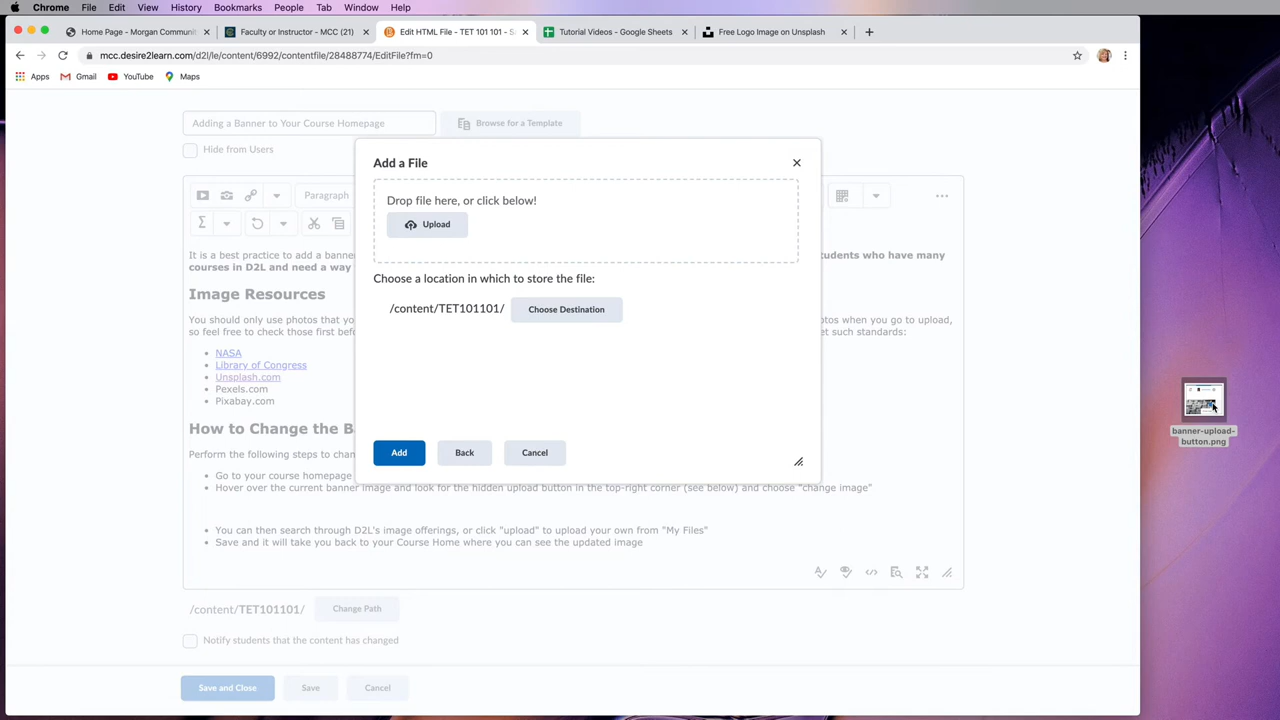 Chrome File Edit View History Bookmarks People Tab Window Help
Home Page - Morgan Communi
Faculty or Instructor - MCC (21)
Edit HTML File - TET 101 101 - S
Tutorial Videos - Google Sheets
Free Logo Image on Unsplash
mcc.desire2learn.com/d2l/le/content/6992/contentfile/28488774/EditFile?fm=0
Apps Gmail YouTube Maps
Adding a Banner to Your Course Homepage
Browse for a Template
Hide from Users
Add a File
Paragraph
Drop file here, or click below!
Upload
It is a best practice to add a banne
tudents who have many
courses in D2L and need a way
Choose a location in which to store the file:
Image Resources
/content/TET101101/ Choose Destination
You should only use photos that yo
otos when you go to upload,
so feel free to check those first bef
et such standards:
NASA
Library of Congress
Unsplash.com
Pexels.com
Pixabay.com
banner-upload-
button.png
How to Change the B
Add Back Cancel
Perform the following steps to chan
Go to your course homepage
Hover over the current banner image and look for the hidden upload button in the top-right corner (see below) and choose "change image"
You can then search through D2L's image offerings, or click "upload" to upload your own from "My Files"
Save and it will take you back to your Course Home where you can see the updated image
/content/TET101101/ Change Path
Notify students that the content has changed
Save and Close Save Cancel